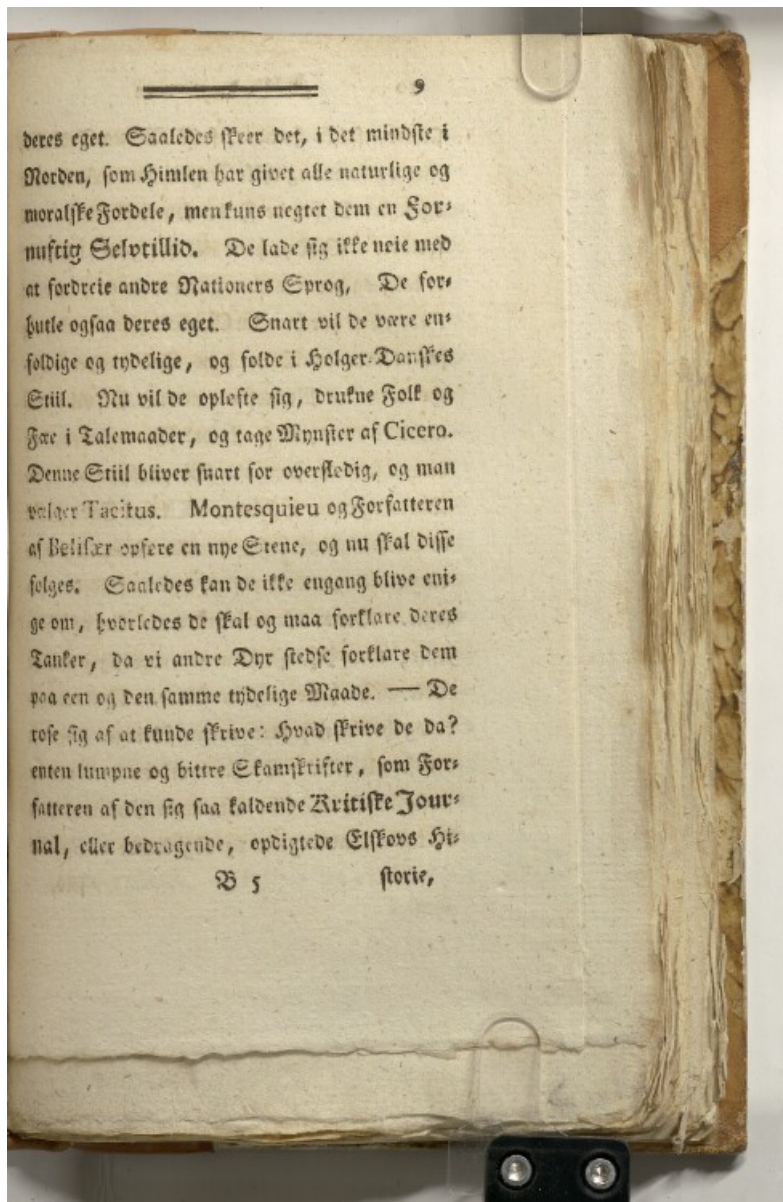 9
deres eget. Saaledes skeer det, i det mindste i
Norden, som Himlen har givet alle naturlige og
moralske Fordele, men kuns negtet dem en For⸗
nuftig Selvtillid. De lade sig ikke nøie med
at fordreie andre Nationers Sprog, De for⸗
hutle ogsaa deres eget. Snart vil de være en⸗
foldige og tydelige, og folde i Holger Danskes
Stiil. Nu vil de opløfte sig, drukne Folk og
Fæe i Talemaader, og tage Mynster af Cicero.
Denne Stiil bliver snart for overflødig, og man
vælger Tacitus. Montesquieu og Forfatteren
af Belisær opføre en nye Stene, og nu skal disse
følges. Saaledes kan de ikke engang blive eni⸗
ge om, hvorledes de skal og maa forklare deres
Tanker, da vi andre Dyr stedse forklare dem
paa een og den samme tydelige Maade. — De
rose sig af at kunde skrive: Hvad skrive de da?
enten lumpne og bittre Skamskrifter, som For⸗
fatteren af den sig saa kaldende Kritiske Jour⸗
nal, eller bedragende, opdigtede Elskovs Hi⸗
B 5 storie,